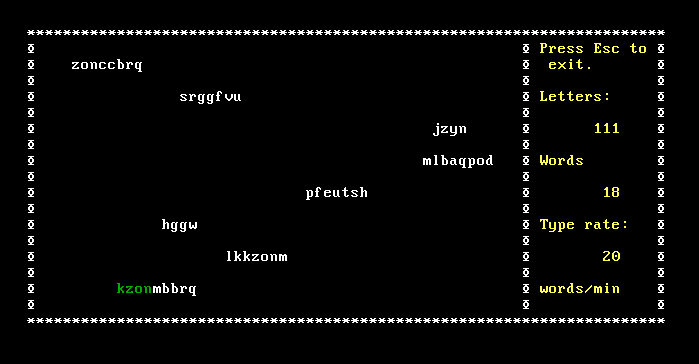 Press Esc to
zonccbrq exit.
srggfvu Letters:
jzyn 111
mlbaqpod Words
pfeutsh 18
hggw Type rate:
lkkzonm 20
kzonmbbrq words/min